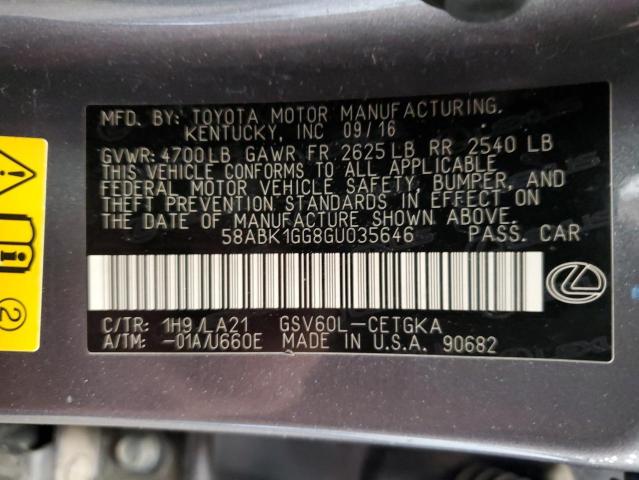 MFD. BY: TOYOTA MOTOR MANUFACTURING,
KENTUCKY, INC 09/16
GVWR: 4700LB GAWR FR 2625LB RR 2540 LB
THIS VEHICLE CONFORMS TO ALL APPLICABLE
FEDERAL MOTOR VEHICLE SAFETY, BUMPER, AND
THEFT PREVENTION STANDARDS IN EFFECT ON
THE DATE OF MANUFACTURE SHOWN ABOVE.
58ABK1GG8GU035646 PASS. CAR
C/TR: 1H9/LA21 GSV60L-CETGKA
A/TM: -01A/U660E MADE IN U.S.A. 90682
2